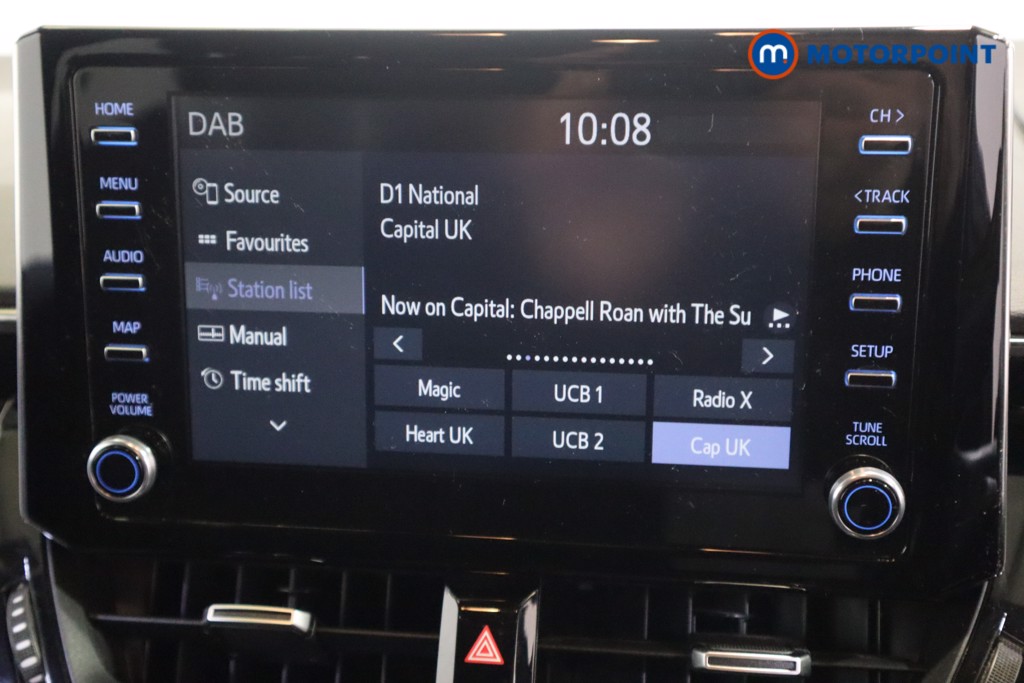 MOTORPOINT
HOME
MENU
AUDIO
MAP
POWER
VOLUME
DAB
10:08
Source
Favourites
Station list
Manual
Time shift
D1 National
Capital UK
Now on Capital: Chappell Roan with The Su
Magic
UCB 1
Radio X
Heart UK
UCB 2
Cap UK
CH >
<TRACK
PHONE
SETUP
TUNE
SCROLL